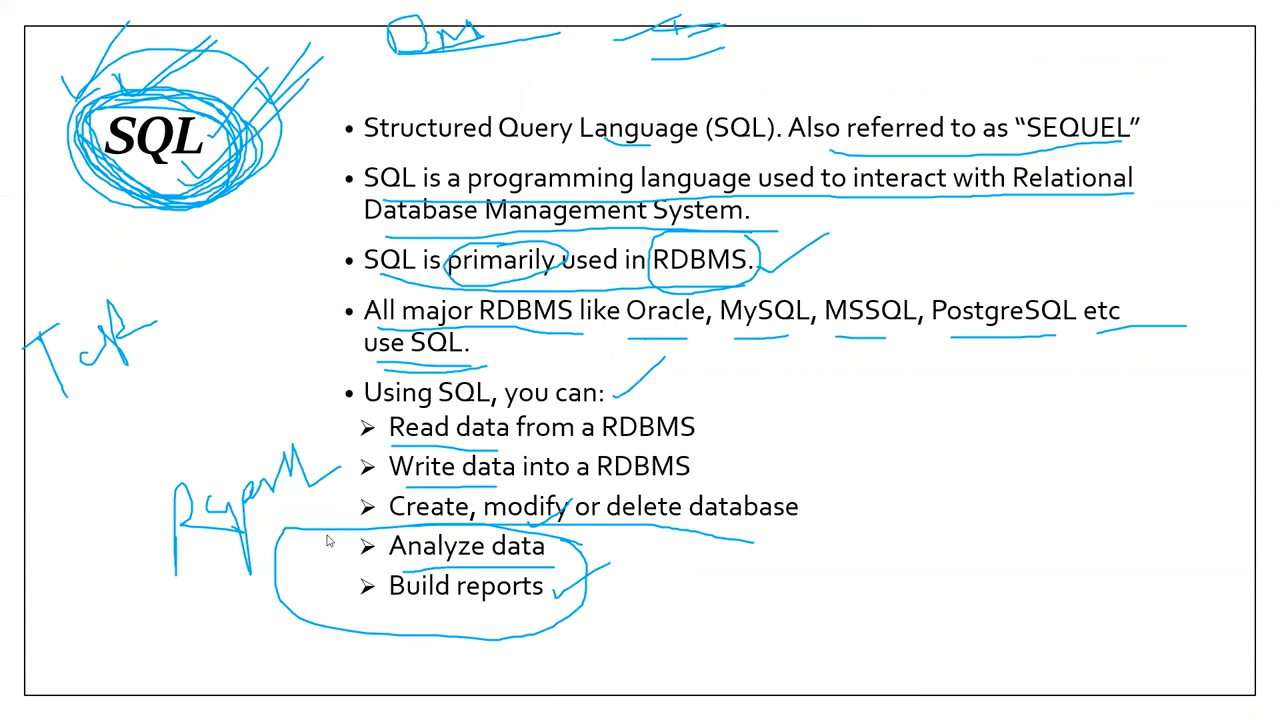 SQL
• Structured Query Language (SQL). Also referred to as “SEQUEL”
• SQL is a programming language used to interact with Relational
Database Management System.
• SQL is primarily used in RDBMS.
• All major RDBMS like Oracle, MySQL, MSSQL, PostgreSQL etc
use SQL.
• Using SQL, you can:
➢ Read data from a RDBMS
➢ Write data into a RDBMS
➢ Create, modify or delete database
➢ Analyze data
➢ Build reports